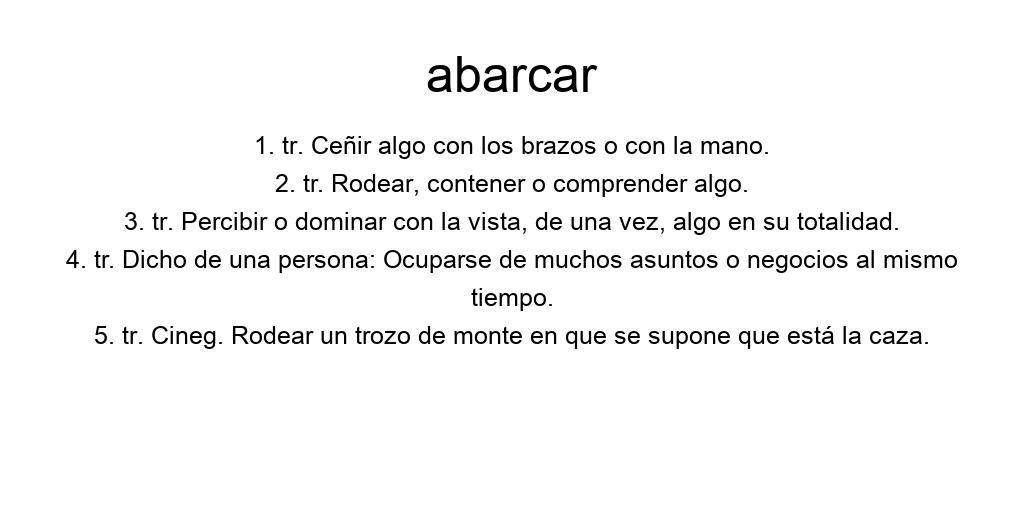 abarcar
1. tr. Ceñir algo con los brazos o con la mano.
2. tr. Rodear, contener o comprender algo.
3. tr. Percibir o dominar con la vista, de una vez, algo en su totalidad.
4. tr. Dicho de una persona: Ocuparse de muchos asuntos o negocios al mismo
tiempo.
5. tr. Cineg. Rodear un trozo de monte en que se supone que está la caza.